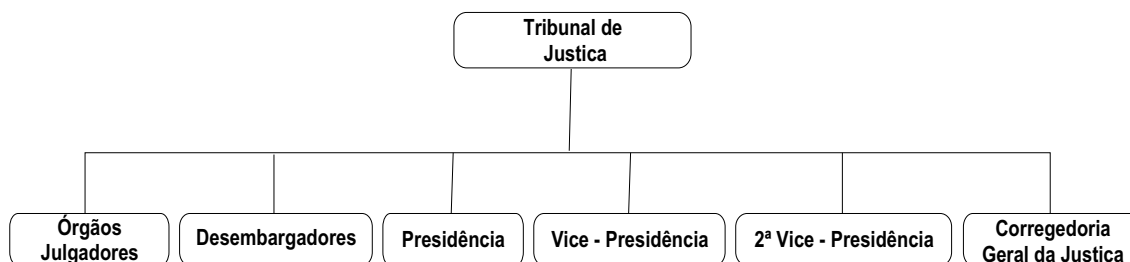 Tribunal de
Justica
Órgãos
Julgadores
Desembargadores
Presidência
Vice - Presidência
2ª Vice - Presidência
Corregedoria
Geral da Justica